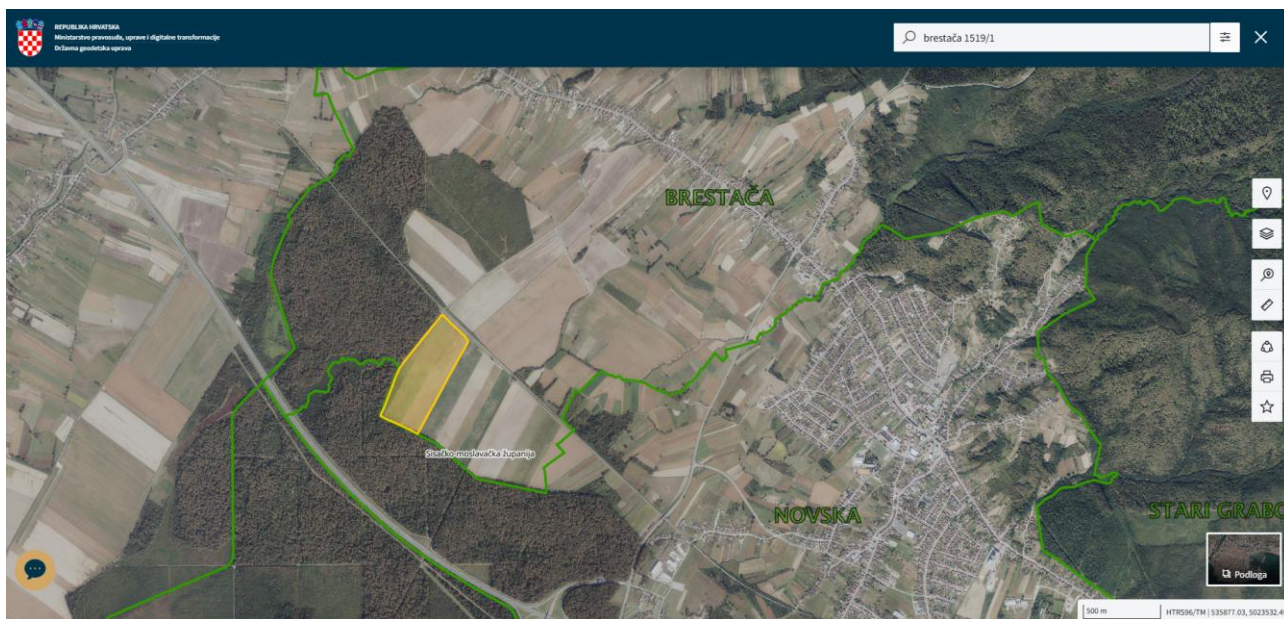 REPUBLIKA HRVATSKA
Ministarstvo pravosuđa, uprave i digitalne transformacije
Državna geodetska uprava
brestača 1519/1
BRESTAČA
Sisačko-moslavačka županija
NOVSKA
STARI GRABO
Podloga
500 m
HTRS96/TM | 535877.03, 5023532.4